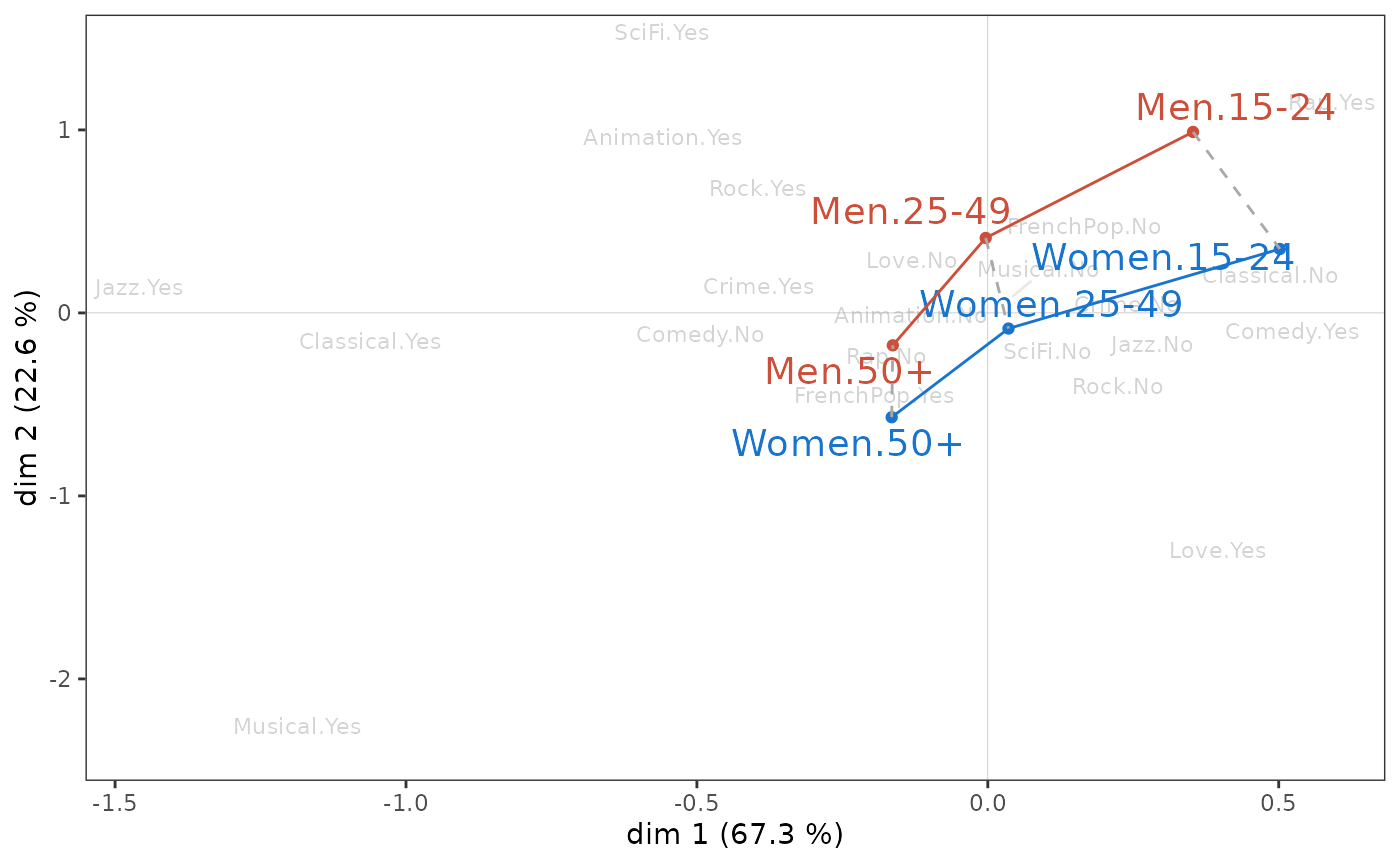 SciFi.Yes
Men.15-24
Rap.Yes
1
Animation.Yes
Rock.Yes
Men.25-49
FrenchPop.No
Women.15-24
Love.No
Musical.No
Classical.No
Jazz.Yes
Crime.Yes
Women.25-49
Crime.No
0
Animation.No
Classical.Yes
Comedy.No
Comedy.Yes
Rap.No
SciFi.No
Jazz.No
Men.50+
Rock.No
FrenchPop.Yes
Women.50+
-1
Love.Yes
-2
Musical.Yes
-1.5 -1.0 -0.5 0.0 0.5
dim 1 (67.3 %)
dim 2 (22.6 %)